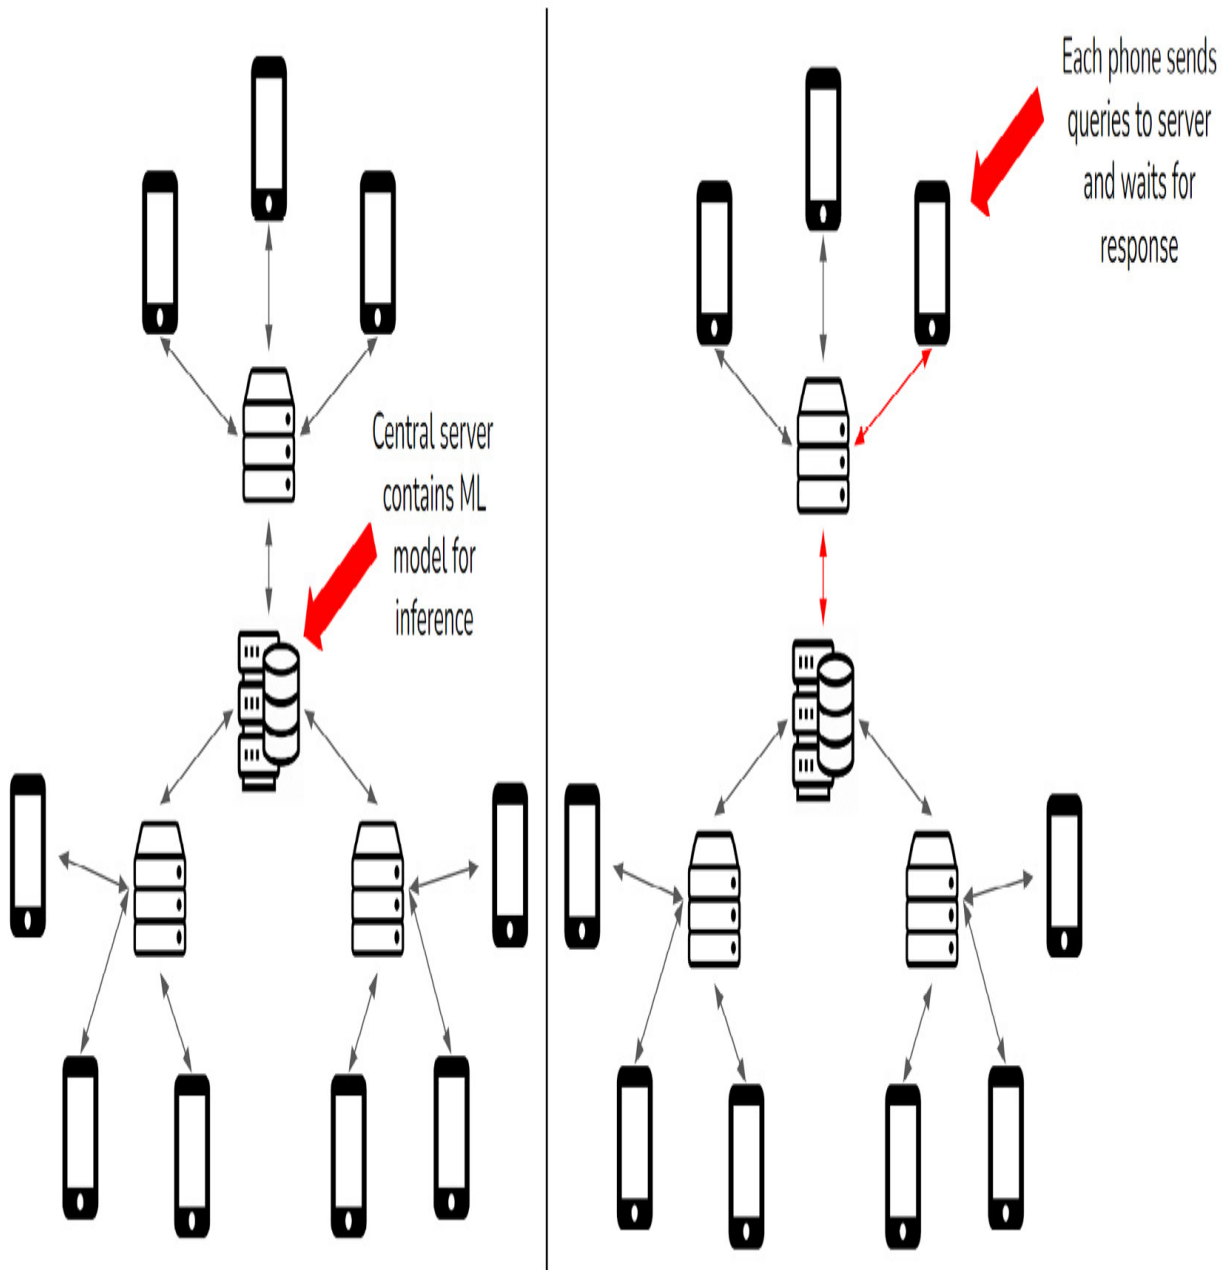 Central server
contains ML
model for
inference
Each phone sends
queries to server
and waits for
response